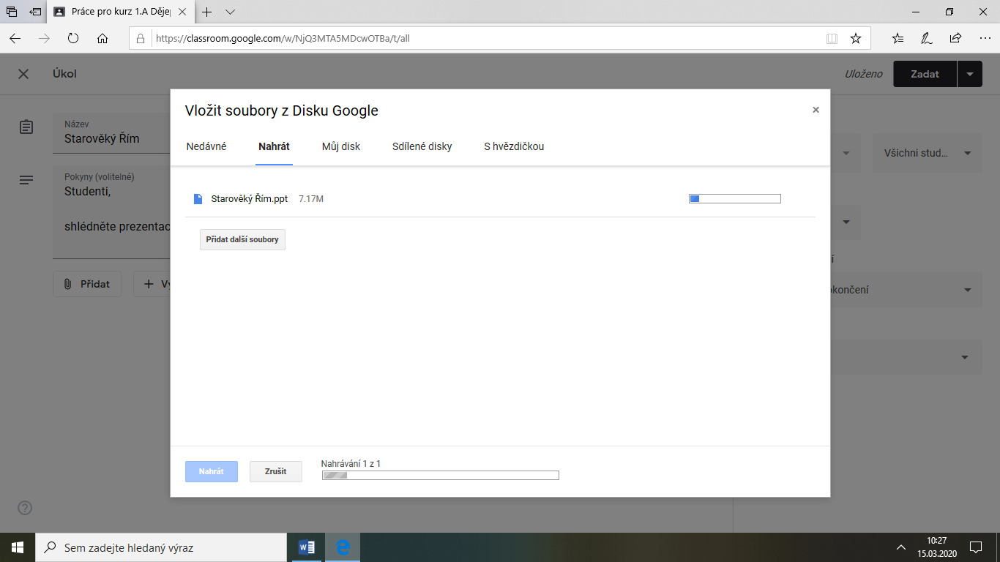 Práce pro kurz 1.A Děje
https://classroom.google.com/w/NjQ3MTA5MDcwOTBa/t/all
Úkol
Uloženo
Zadat
Vložit soubory z Disku Google
Nedávné
Nahrát
Můj disk
Sdílené disky
S hvězdičkou
Název
Starověký Řím
Všichni stud...
Pokyny (volitelné)
Studenti,
shlédněte prezentac
Starověký Řím.ppt 7.17M
Přidat další soubory
Přidat
okončení
Nahrávání 1 z 1
Nahrát
Zrušit
Sem zadejte hledaný výraz
10:27
15.03.2020